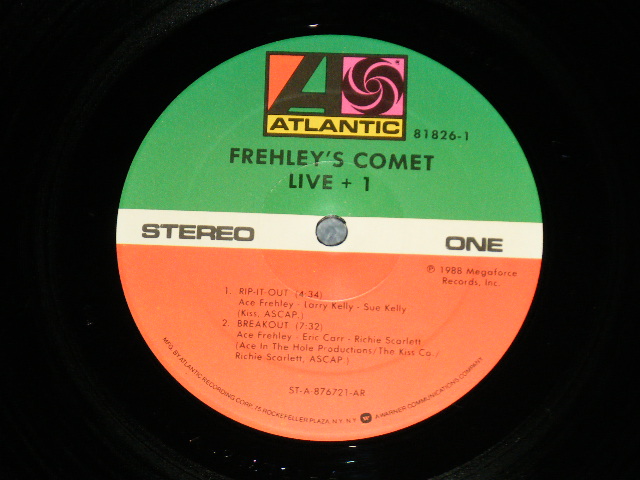 ATLANTIC
81826-1
FREHLEY'S COMET
LIVE + 1
STEREO
ONE
℗ 1988 Megaforce
Records, Inc.
1. RIP-IT-OUT (4:34)
Ace Frehley - Larry Kelly - Sue Kelly
(Kiss, ASCAP)
2. BREAKOUT (7:32)
Ace Frehley - Eric Carr - Richie Scarlett
(Ace In The Hole Productions/The Kiss Co./
Richie Scarlett, ASCAP)
ST-A-876721-AR
MFG BY ATLANTIC RECORDING CORP. 75 ROCKEFELLER PLAZA, N.Y. N.Y. A WARNER COMMUNICATIONS COMPANY